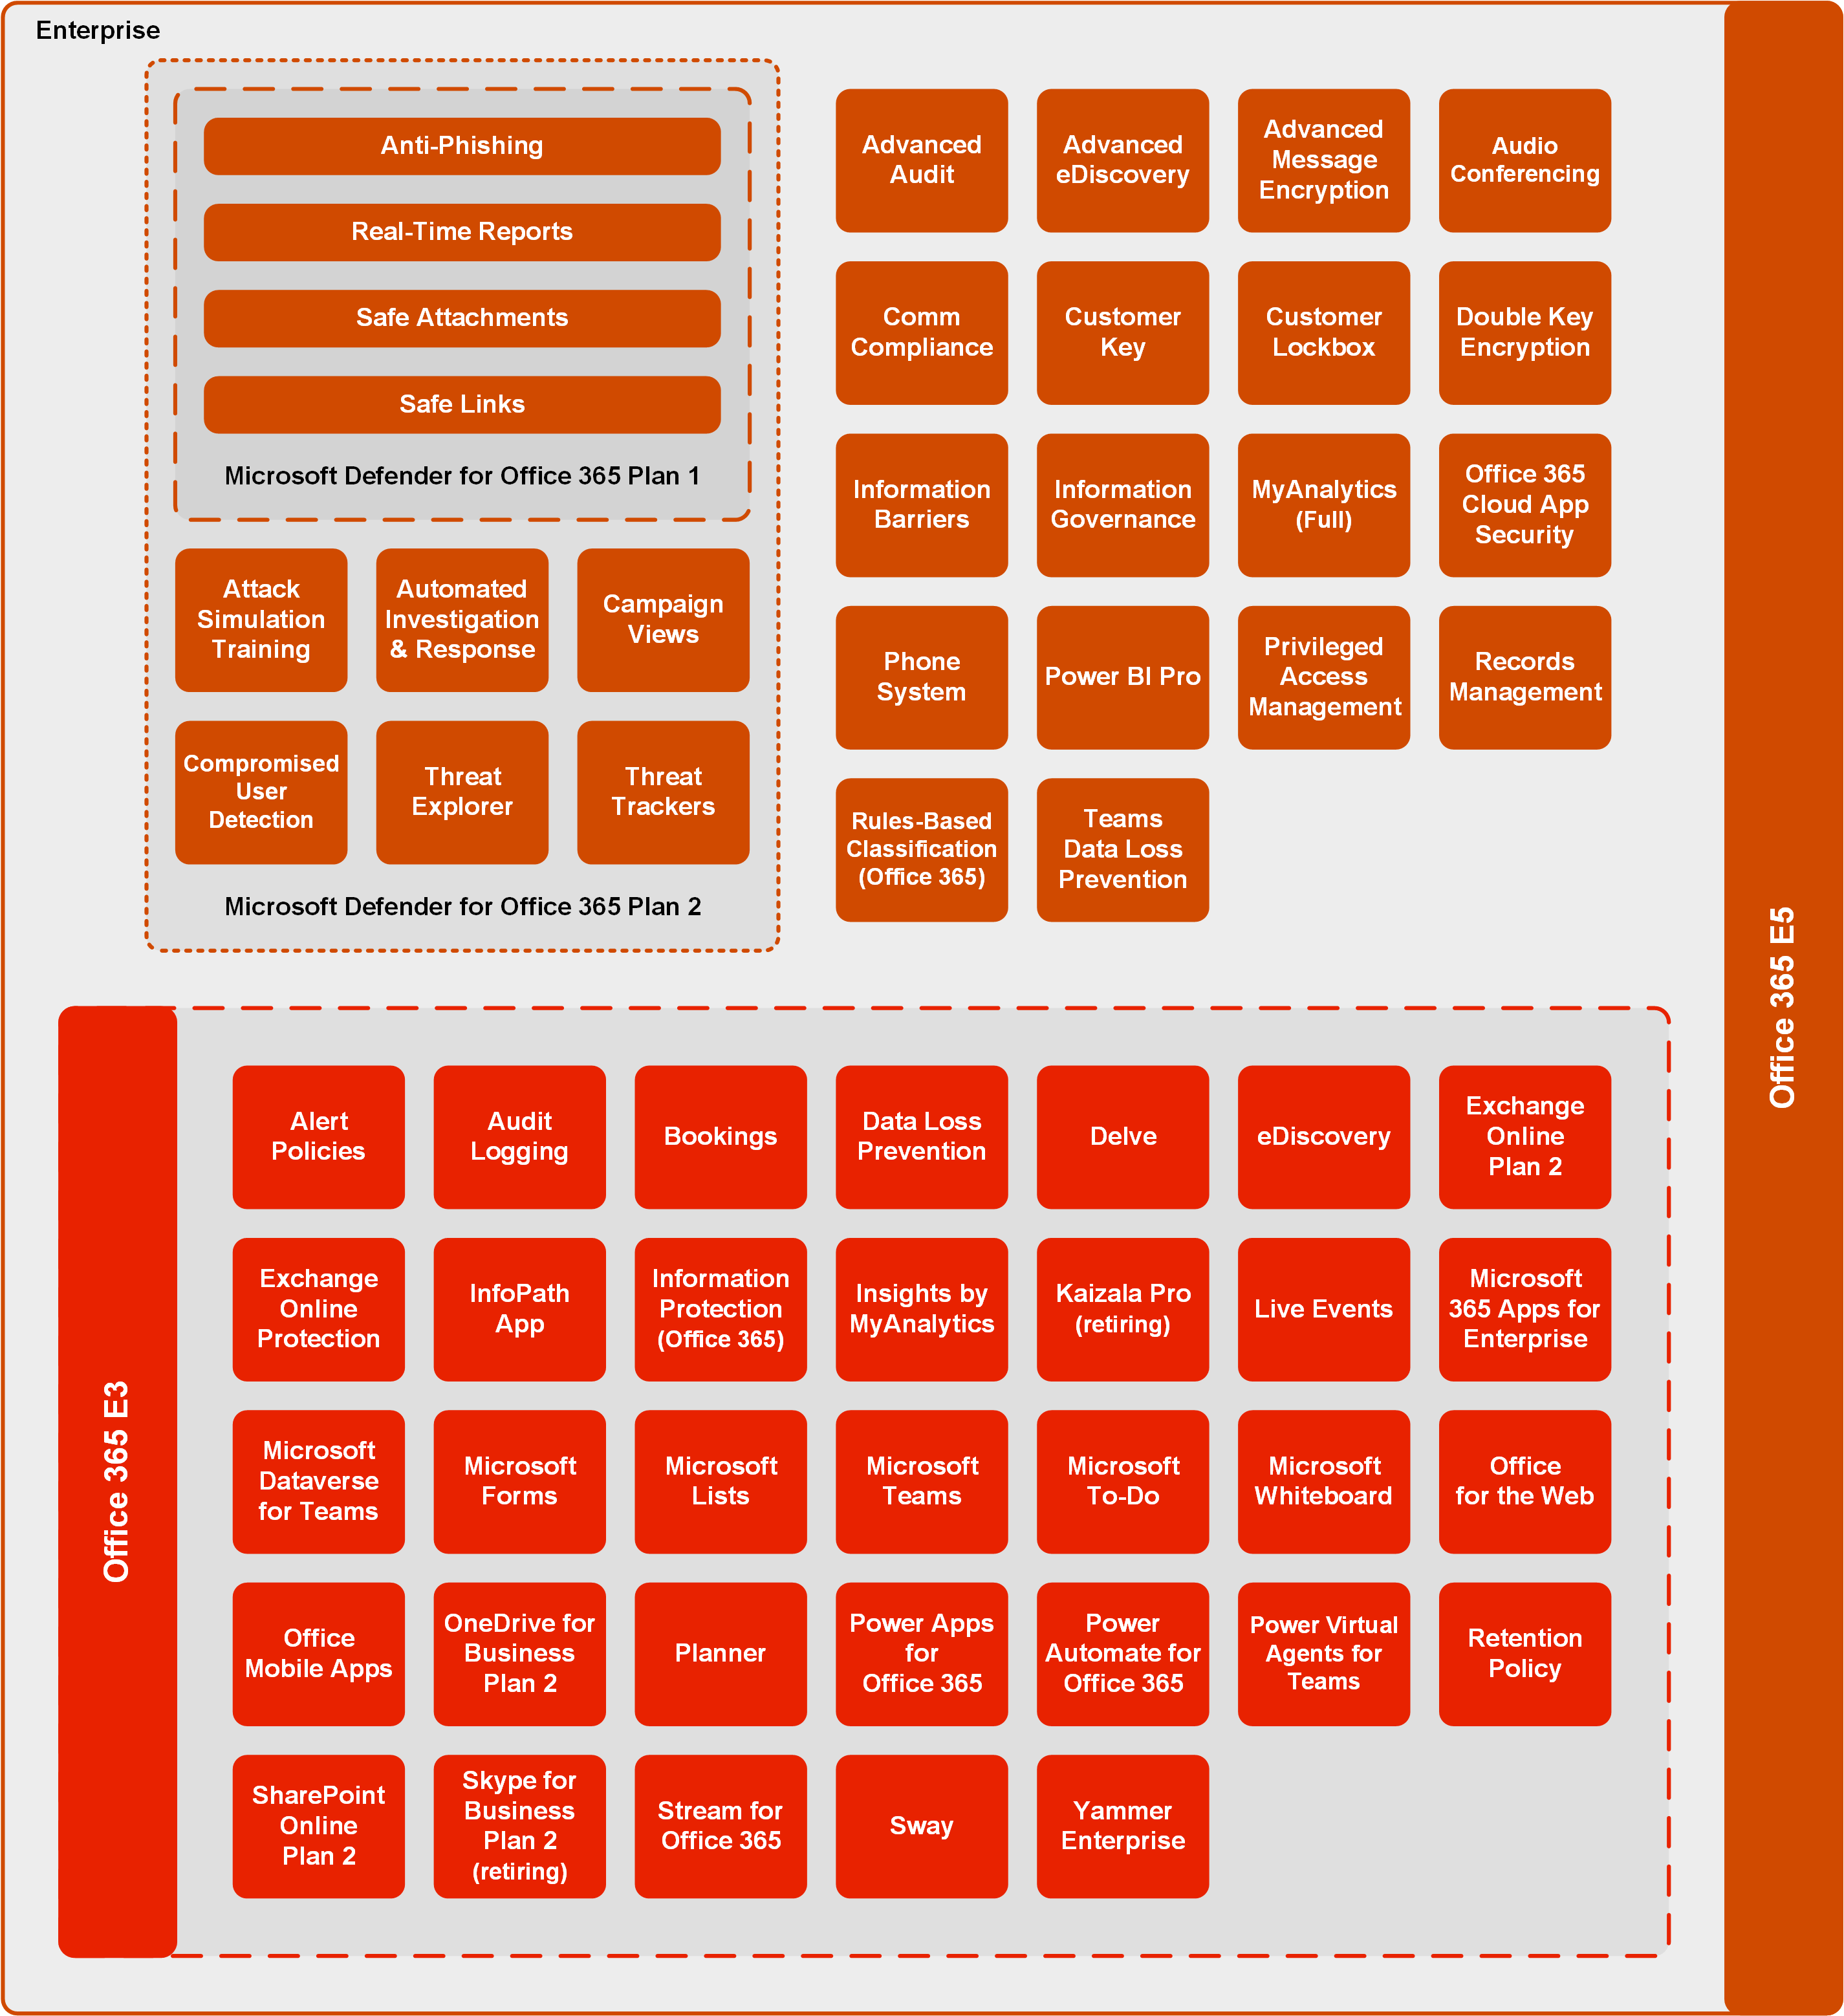 Enterprise
Anti-Phishing
Real-Time Reports
Safe Attachments
Safe Links
Microsoft Defender for Office 365 Plan 1
Attack
Simulation
Training
Automated
Investigation
& Response
Campaign
Views
Compromised
User
Detection
Threat
Explorer
Threat
Trackers
Microsoft Defender for Office 365 Plan 2
Advanced
Audit
Advanced
eDiscovery
Advanced
Message
Encryption
Audio
Conferencing
Comm
Compliance
Customer
Key
Customer
Lockbox
Double Key
Encryption
Information
Barriers
Information
Governance
MyAnalytics
(Full)
Office 365
Cloud App
Security
Phone
System
Power BI Pro
Privileged
Access
Management
Records
Management
Rules-Based
Classification
(Office 365)
Teams
Data Loss
Prevention
Office 365 E5
Office 365 E3
Alert
Policies
Audit
Logging
Bookings
Data Loss
Prevention
Delve
eDiscovery
Exchange
Online
Plan 2
Exchange
Online
Protection
InfoPath
App
Information
Protection
(Office 365)
Insights by
MyAnalytics
Kaizala Pro
(retiring)
Live Events
Microsoft
365 Apps for
Enterprise
Microsoft
Dataverse
for Teams
Microsoft
Forms
Microsoft
Lists
Microsoft
Teams
Microsoft
To-Do
Microsoft
Whiteboard
Office
for the Web
Office
Mobile Apps
OneDrive for
Business
Plan 2
Planner
Power Apps
for
Office 365
Power
Automate for
Office 365
Power Virtual
Agents for
Teams
Retention
Policy
SharePoint
Online
Plan 2
Skype for
Business
Plan 2
(retiring)
Stream for
Office 365
Sway
Yammer
Enterprise